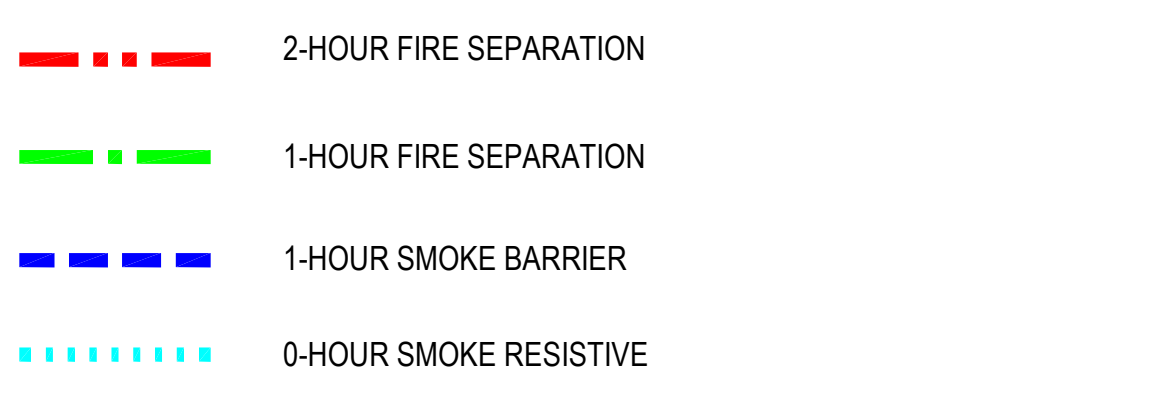 2-HOUR FIRE SEPARATION
1-HOUR FIRE SEPARATION
1-HOUR SMOKE BARRIER
0-HOUR SMOKE RESISTIVE